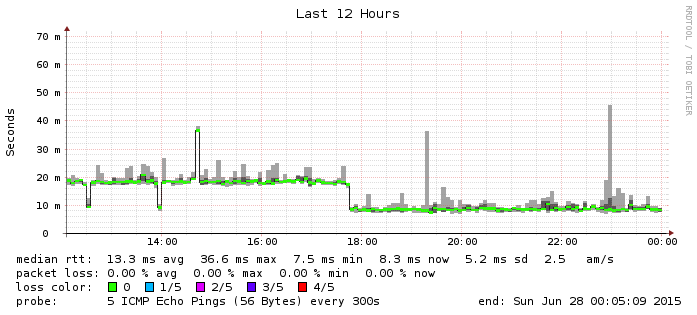 Last 12 Hours
RRDTOOL / TOBI OETIKER
Seconds
70 m
60 m
50 m
40 m
30 m
20 m
10 m
0
14:00 16:00 18:00 20:00 22:00 00:00
median rtt: 13.3 ms avg 36.6 ms max 7.5 ms min 8.3 ms now 5.2 ms sd 2.5 am/s
packet loss: 0.00 % avg 0.00 % max 0.00 % min 0.00 % now
loss color: 0 1/5 2/5 3/5 4/5
probe: 5 ICMP Echo Pings (56 Bytes) every 300s end: Sun Jun 28 00:05:09 2015